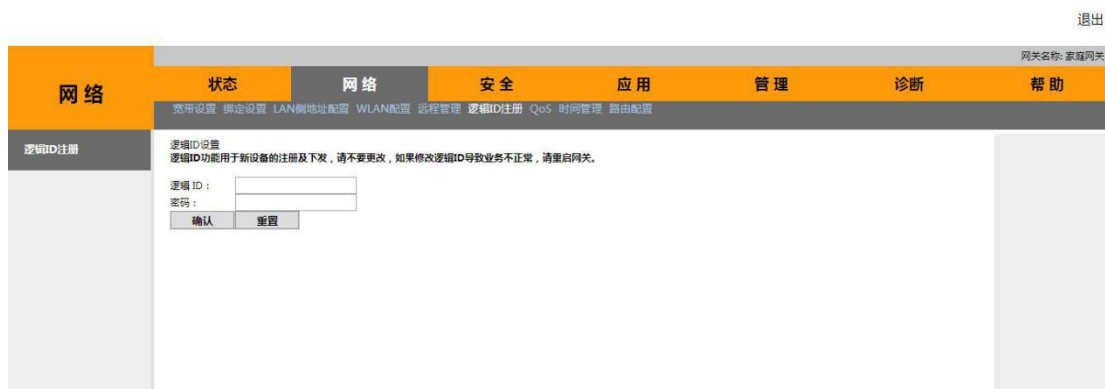 退出
网关名称: 家庭网关
网络
状态 网络 安全 应用 管理 诊断 帮助
宽带设置 绑定设置 LAN侧地址配置 WLAN配置 远程管理 逻辑ID注册 QoS 时间管理 路由配置
逻辑ID注册
逻辑ID设置
逻辑ID功能用于新设备的注册及下发，请不要更改，如果修改逻辑ID导致业务不正常，请重启网关。
逻辑 ID：
密码：
确认 重置